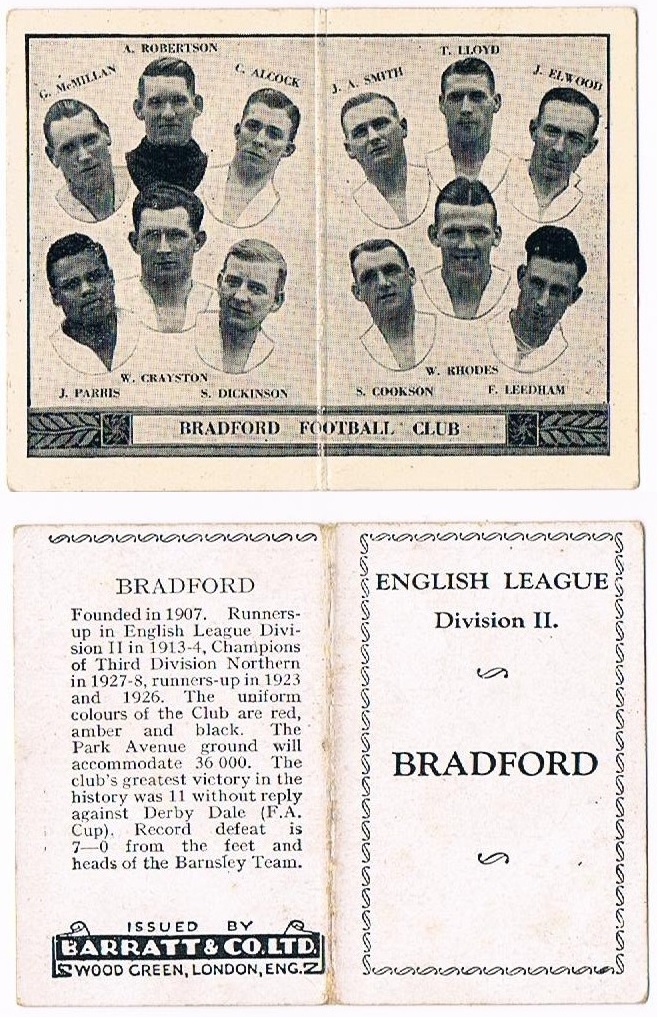 A. ROBERTSON
G. McMILLAN
C. ALCOCK
T. LLOYD
J. A. SMITH
J. ELWOOD
W. CRAYSTON
J. PARRIS
S. DICKINSON
W. RHODES
S. COOKSON
F. LEEDHAM
BRADFORD FOOTBALL CLUB
BRADFORD
Founded in 1907. Runners-
up in English League Divi-
sion II in 1913-4, Champions
of Third Division Northern
in 1927-8, runners-up in 1923
and 1926. The uniform
colours of the Club are red,
amber and black. The
Park Avenue ground will
accommodate 36 000. The
club's greatest victory in the
history was 11 without reply
against Derby Dale (F.A.
Cup). Record defeat is
7—0 from the feet and
heads of the Barnsley Team.
ISSUED BY
BARRATT & CO. LTD.
WOOD GREEN, LONDON, ENG.
ENGLISH LEAGUE
Division II.
BRADFORD